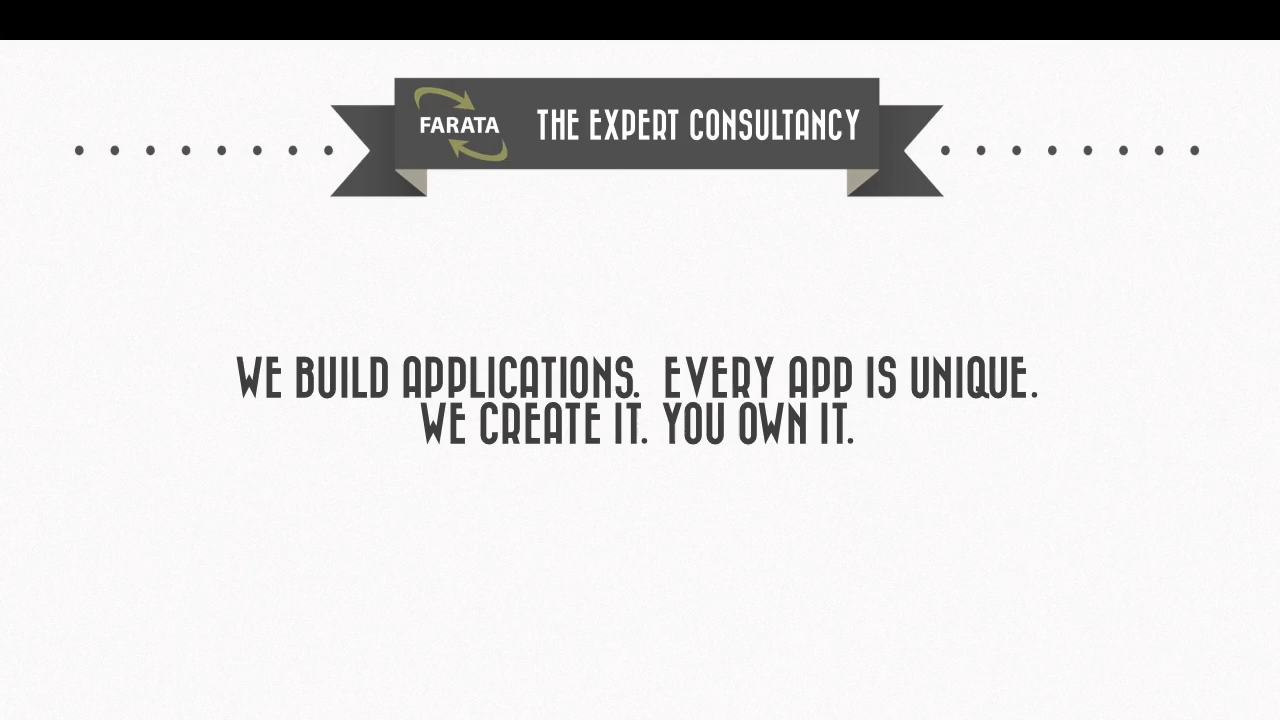 FARATA THE EXPERT CONSULTANCY
WE BUILD APPLICATIONS. EVERY APP IS UNIQUE.
WE CREATE IT. YOU OWN IT.